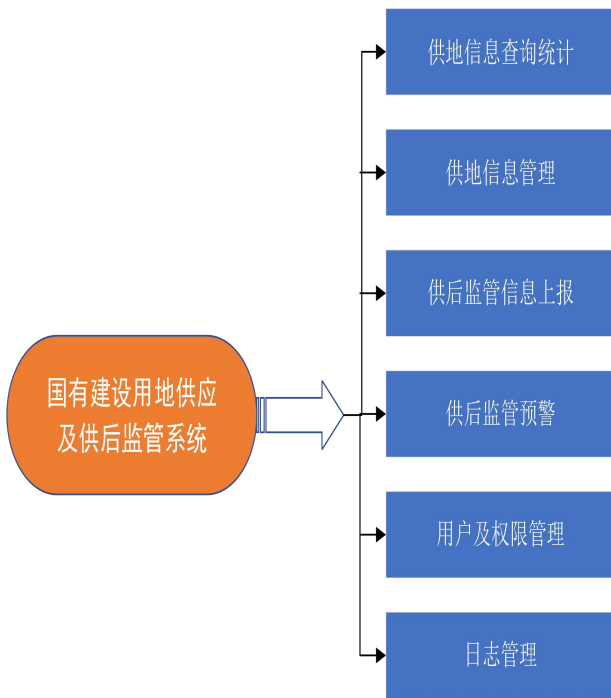 供地信息查询统计
供地信息管理
供后监管信息上报
国有建设用地供应
及供后监管系统
供后监管预警
用户及权限管理
日志管理